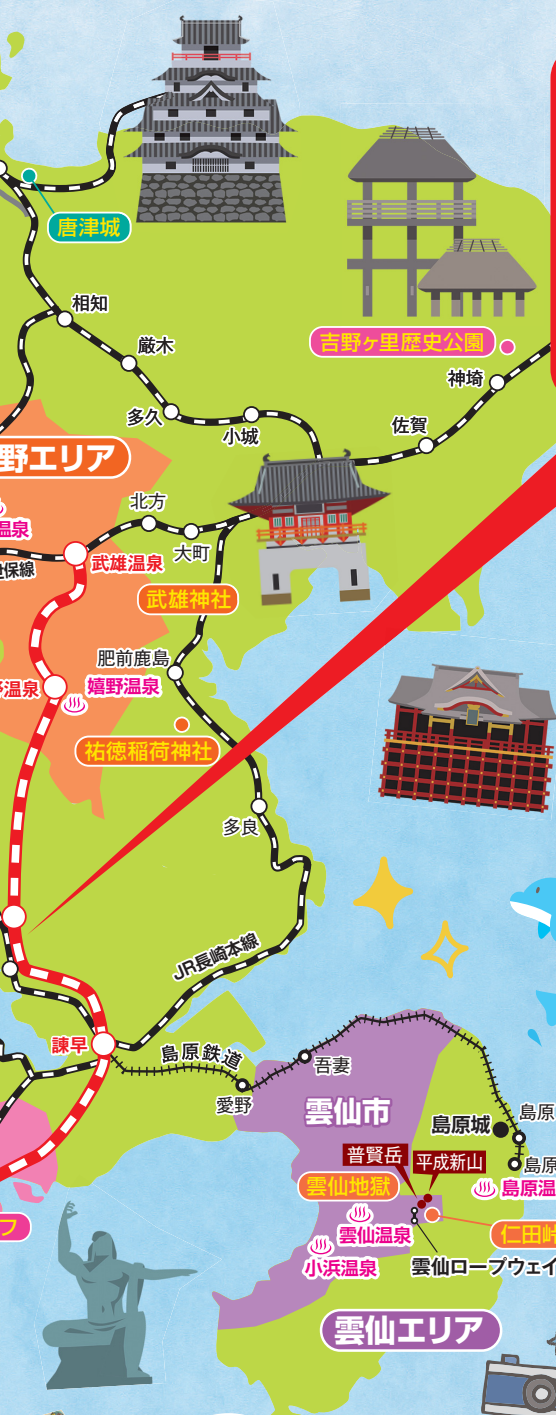 唐津城
相知
厳木
吉野ヶ里歴史公園
神埼
多久
小城
佐賀
野エリア
温泉
北方
大町
保線
武雄温泉
武雄神社
肥前鹿島
温泉
嬉野温泉
祐徳稲荷神社
多良
JR長崎本線
諫早
島原鉄道
吾妻
愛野
雲仙市
島原城
島原
普賢岳
平成新山
島原
雲仙地獄
島原温
フ
雲仙温泉
仁田峠
小浜温泉
雲仙ロープウェイ
雲仙エリア